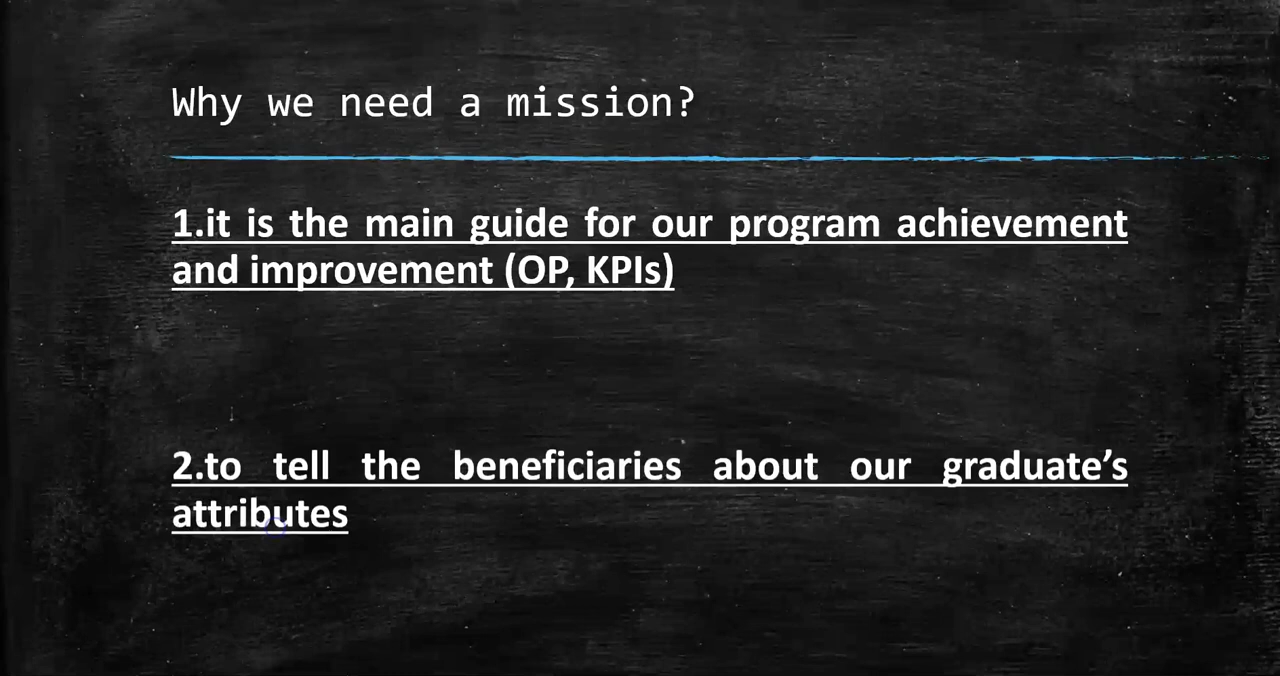 Why we need a mission?
1.it is the main guide for our program achievement
and improvement (OP, KPIs)
2.to tell the beneficiaries about our graduate’s
attributes